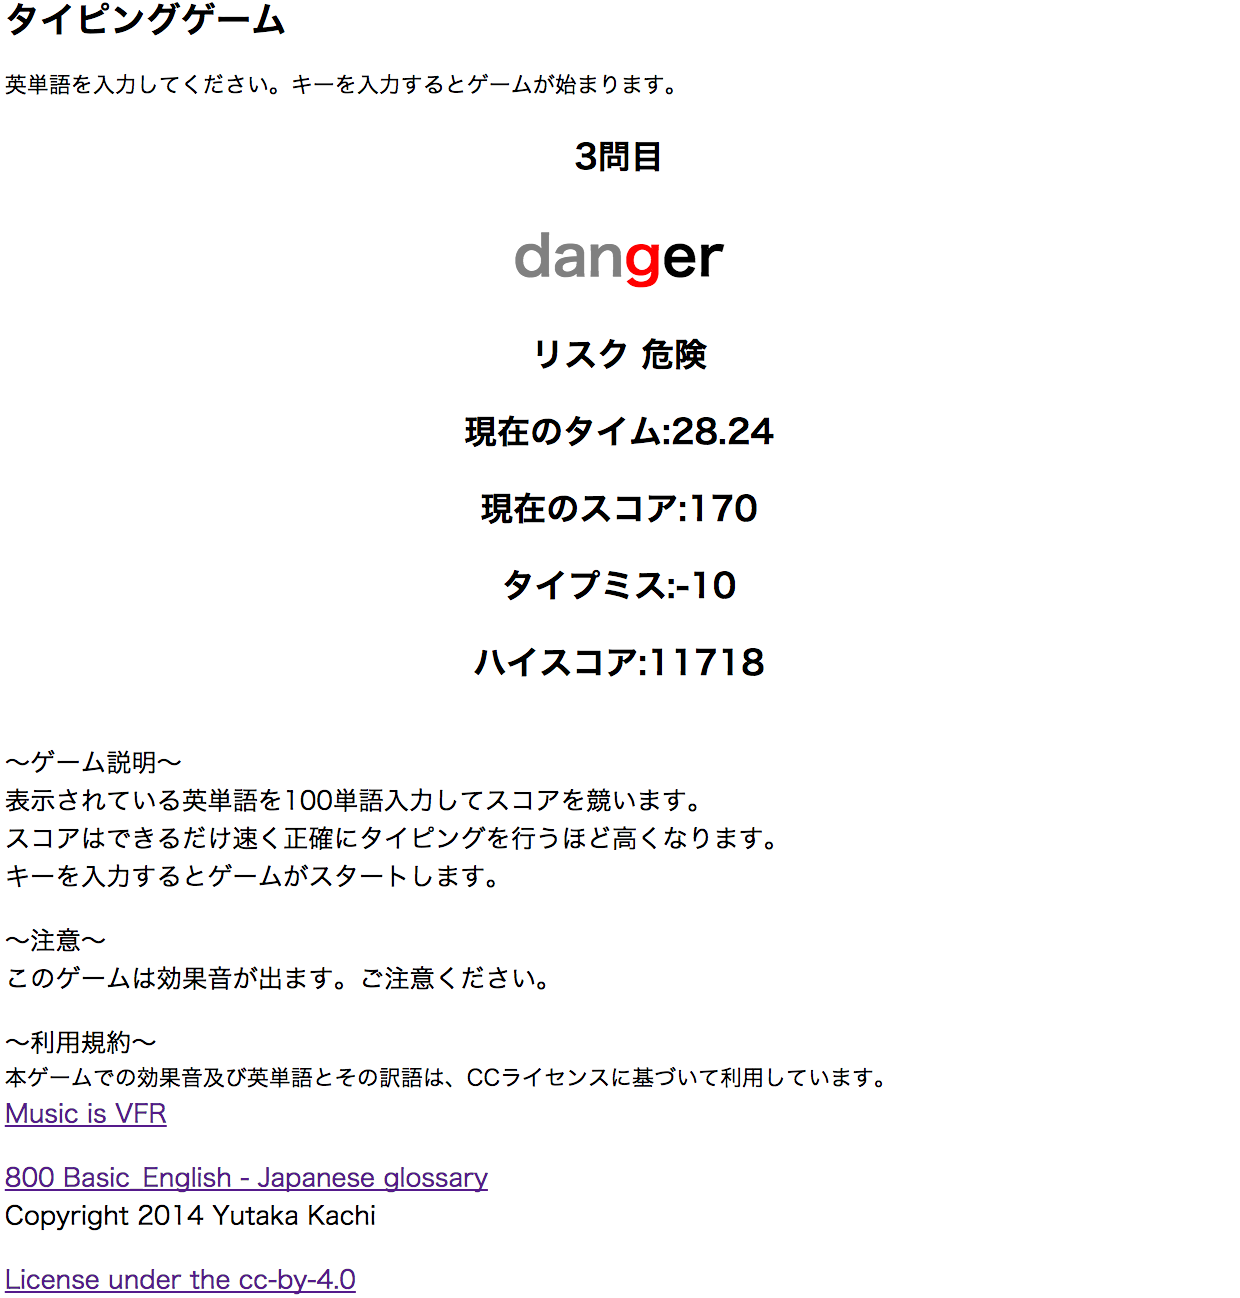 タイピングゲーム
英単語を入力してください。キーを入力するとゲームが始まります。
3問目
danger
リスク 危険
現在のタイム:28.24
現在のスコア:170
タイプミス:-10
ハイスコア:11718
〜ゲーム説明〜
表示されている英単語を100単語入力してスコアを競います。
スコアはできるだけ速く正確にタイピングを行うほど高くなります。
キーを入力するとゲームがスタートします。
〜注意〜
このゲームは効果音が出ます。ご注意ください。
〜利用規約〜
本ゲームでの効果音及び英単語とその訳語は、CCライセンスに基づいて利用しています。
Music is VFR
800 Basic_English - Japanese glossary
Copyright 2014 Yutaka Kachi
License under the cc-by-4.0